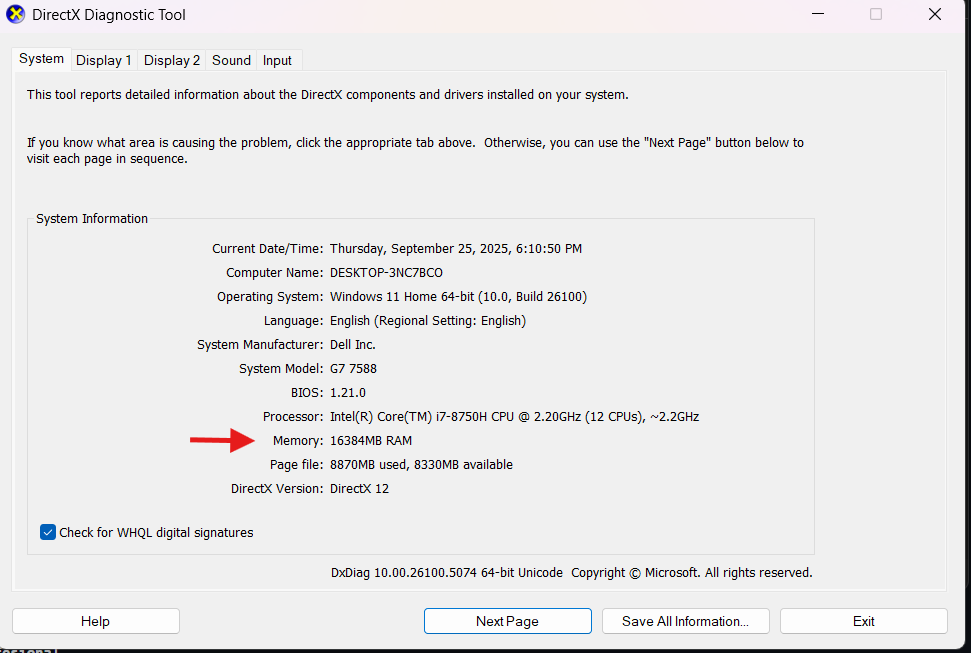 DirectX Diagnostic Tool
System Display 1 Display 2 Sound Input
This tool reports detailed information about the DirectX components and drivers installed on your system.
If you know what area is causing the problem, click the appropriate tab above.  Otherwise, you can use the "Next Page" button below to
visit each page in sequence.
System Information
Current Date/Time: Thursday, September 25, 2025, 6:10:50 PM
Computer Name: DESKTOP-3NC7BCO
Operating System: Windows 11 Home 64-bit (10.0, Build 26100)
Language: English (Regional Setting: English)
System Manufacturer: Dell Inc.
System Model: G7 7588
BIOS: 1.21.0
Processor: Intel(R) Core(TM) i7-8750H CPU @ 2.20GHz (12 CPUs), ~2.2GHz
Memory: 16384MB RAM
Page file: 8870MB used, 8330MB available
DirectX Version: DirectX 12
Check for WHQL digital signatures
DxDiag 10.00.26100.5074 64-bit Unicode  Copyright © Microsoft. All rights reserved.
Help Next Page Save All Information... Exit